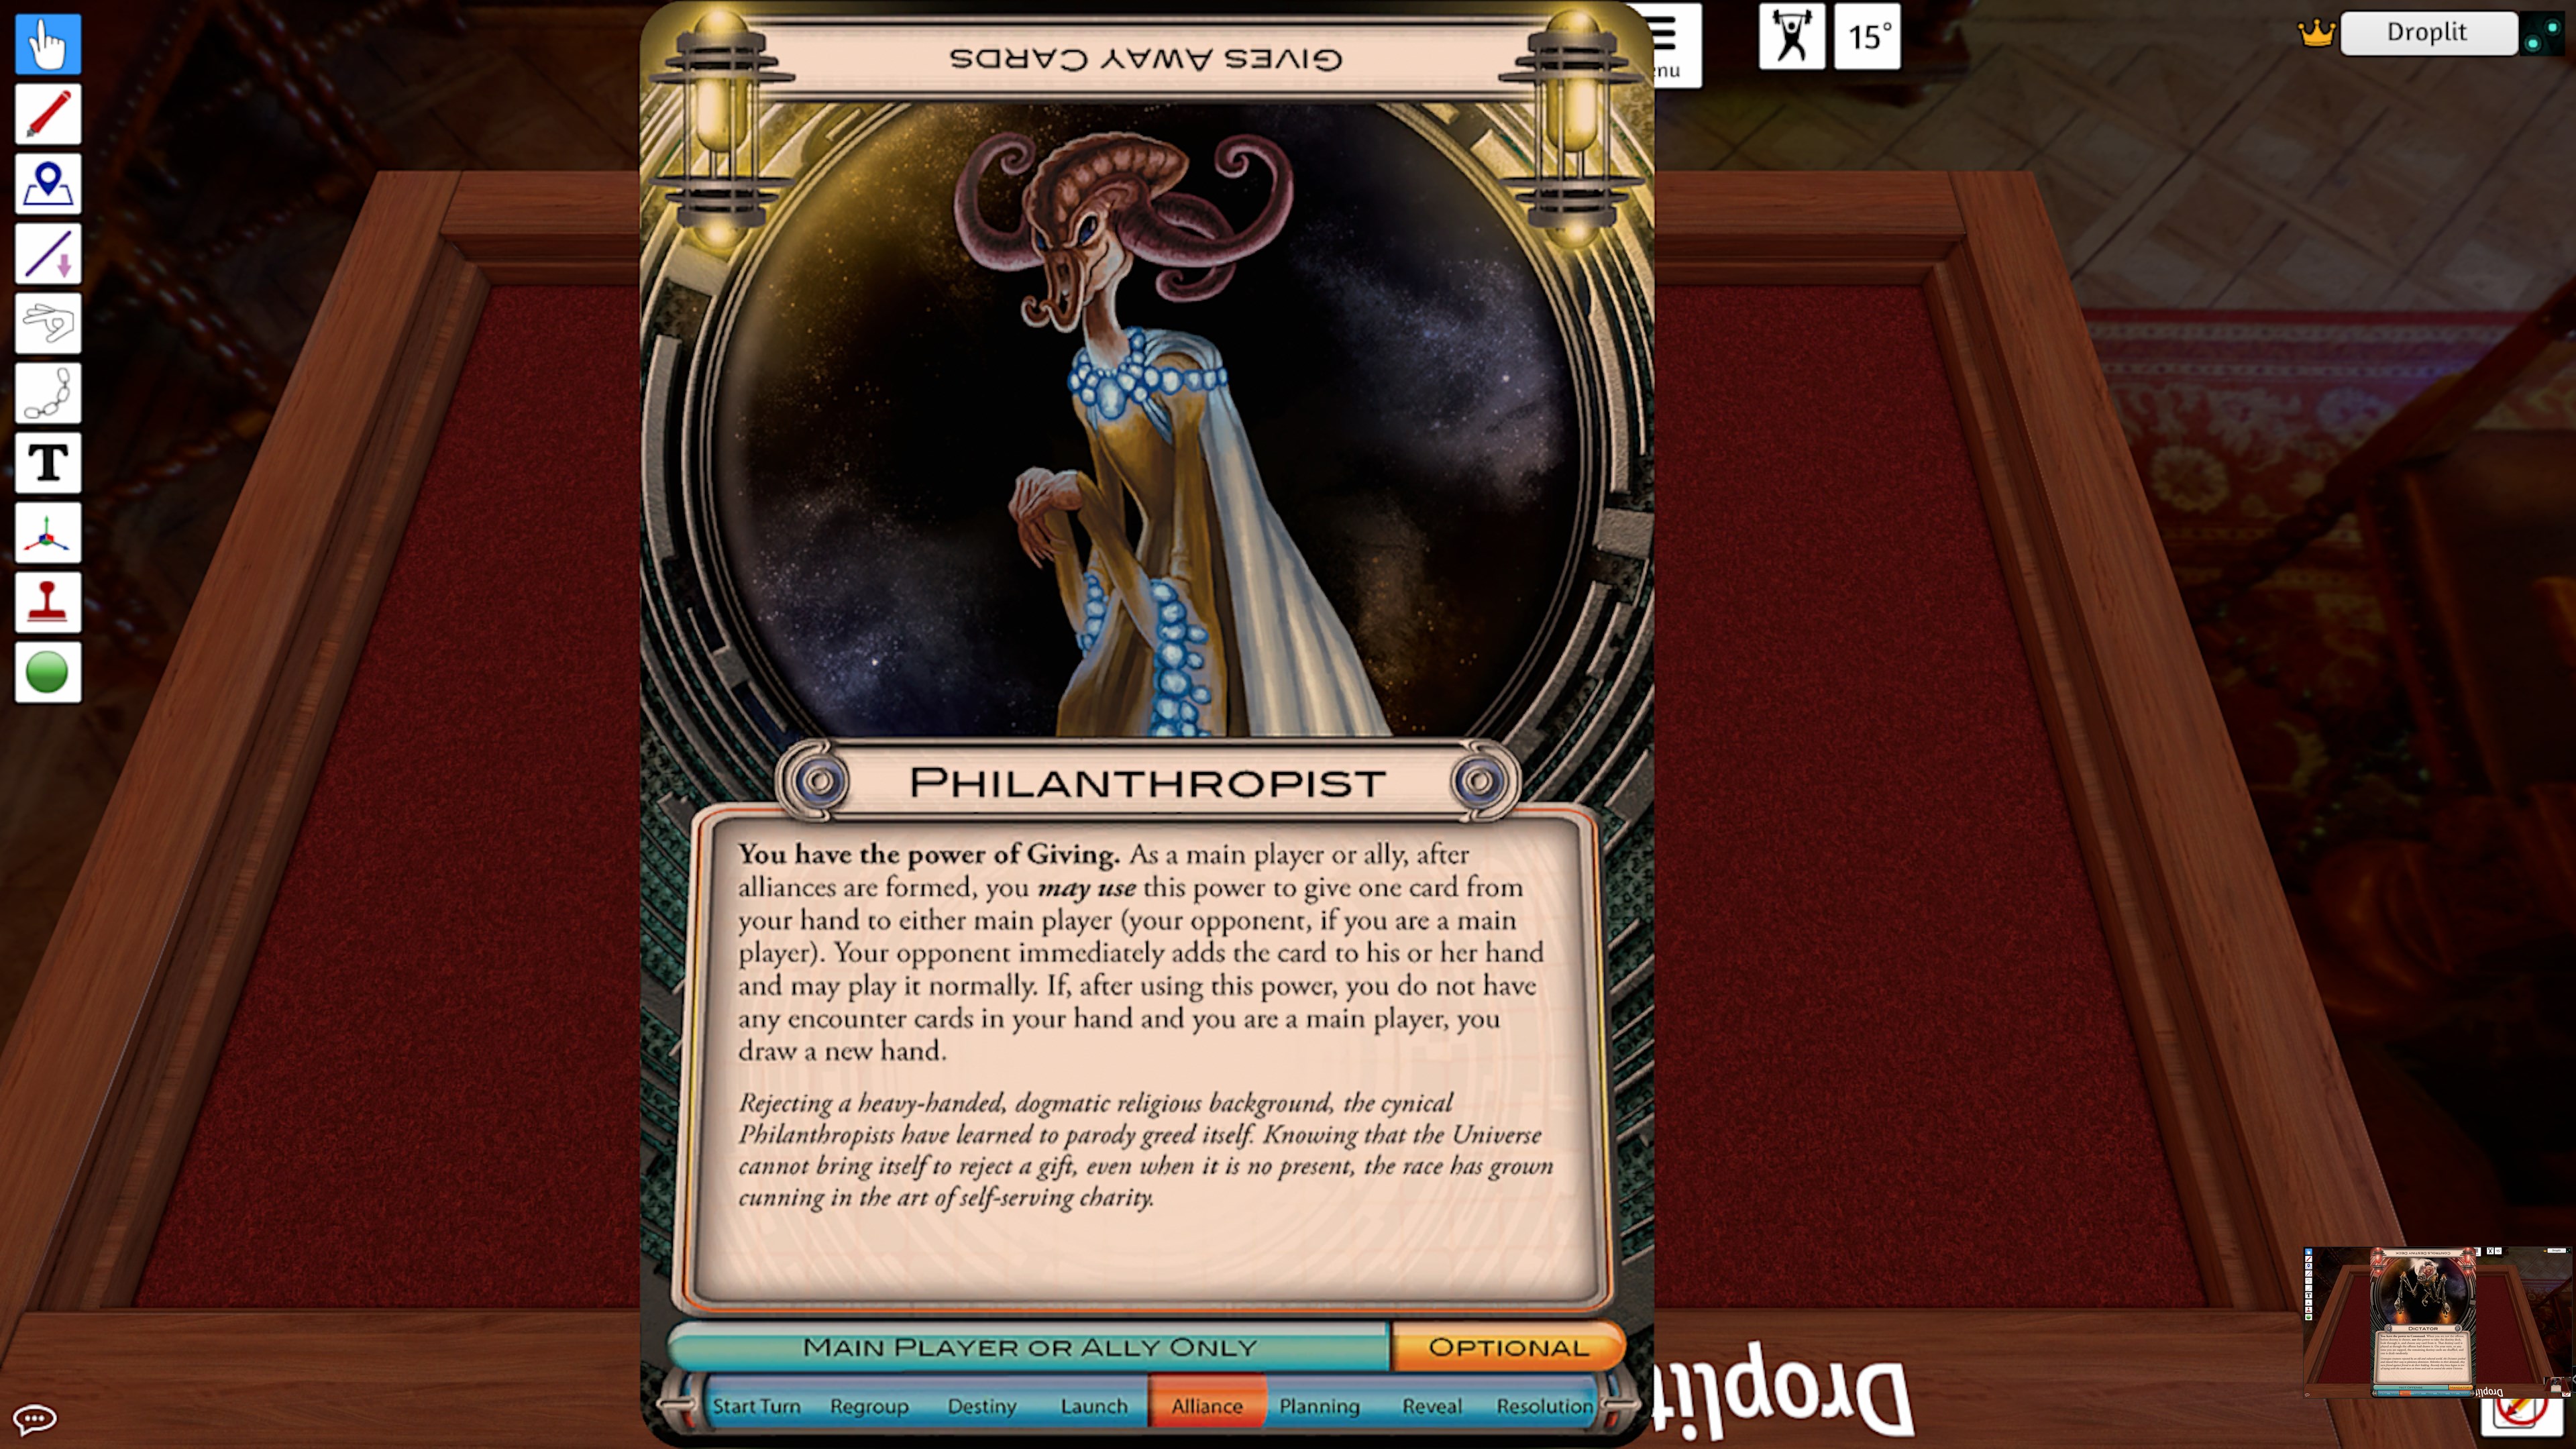 GIVES AWAY CARDS
nu
15°
Droplit
T
PHILANTHROPIST
You have the power of Giving. As a main player or ally, after
alliances are formed, you may use this power to give one card from
your hand to either main player (your opponent, if you are a main
player). Your opponent immediately adds the card to his or her hand
and may play it normally. If, after using this power, you do not have
any encounter cards in your hand and you are a main player, you
draw a new hand.
Rejecting a heavy-handed, dogmatic religious background, the cynical
Philanthropists have learned to parody greed itself. Knowing that the Universe
cannot bring itself to reject a gift, even when it is no present, the race has grown
cunning in the art of self-serving charity.
MAIN PLAYER OR ALLY ONLY
OPTIONAL
Start Turn Regroup Destiny Launch Alliance Planning Reveal Resolution
Droplit
DICTATOR